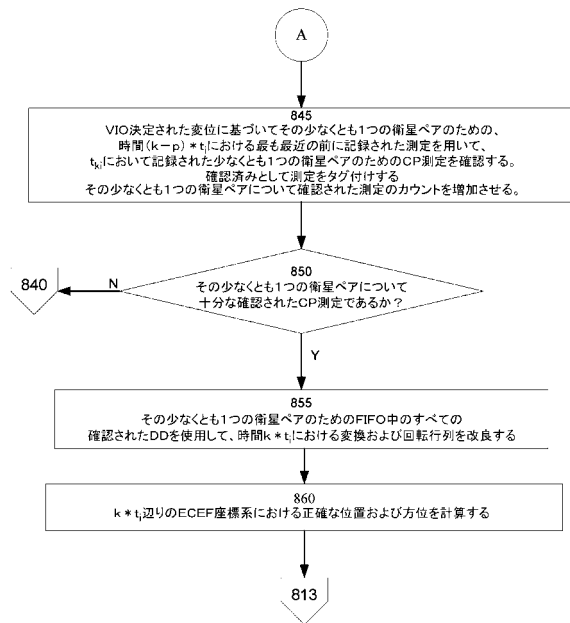 A
845
VIO決定された変位に基づいてその少なくとも1つの衛星ペアのための、
時間(k－p)＊tiにおける最も最近の前に記録された測定を用いて、
tkiにおいて記録された少なくとも1つの衛星ペアのためのCP測定を確認する。
確認済みとして測定をタグ付けする
その少なくとも1つの衛星ペアについて確認された測定のカウントを増加させる。
850
その少なくとも1つの衛星ペアについて
十分な確認されたCP測定であるか？
N
840
Y
855
その少なくとも1つの衛星ペアのためのFIFO中のすべての
確認されたDDを使用して、時間k＊tiにおける変換および回転行列を改良する
860
k＊ti辺りのECEF座標系における正確な位置および方位を計算する
813